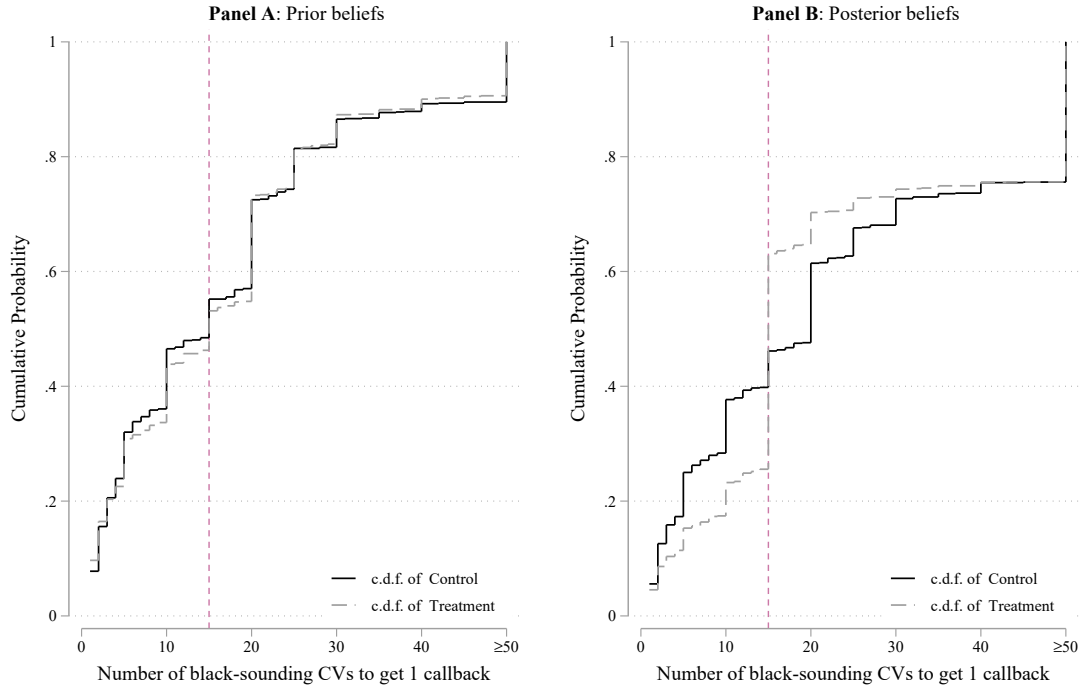 Panel A: Prior beliefs
Cumulative Probability
1
.8
.6
.4
.2
0
c.d.f. of Control
c.d.f. of Treatment
0 10 20 30 40 ≥50
Number of black-sounding CVs to get 1 callback
Panel B: Posterior beliefs
Cumulative Probability
1
.8
.6
.4
.2
0
c.d.f. of Control
c.d.f. of Treatment
0 10 20 30 40 ≥50
Number of black-sounding CVs to get 1 callback